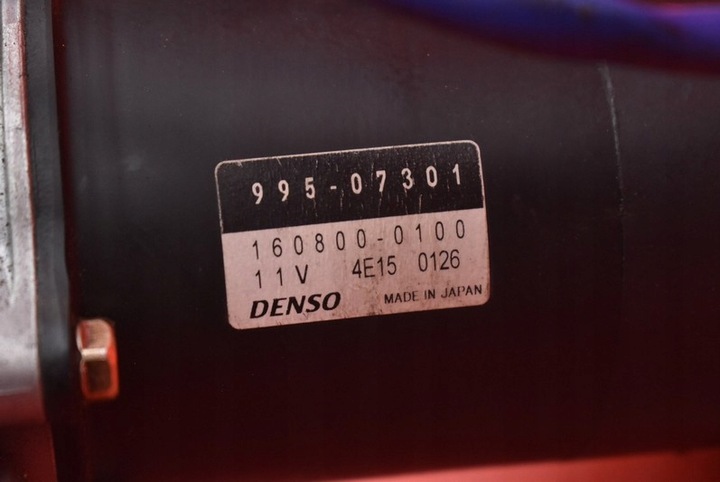 995-07301
160800-0100
11V 4E15 0126
DENSO MADE IN JAPAN